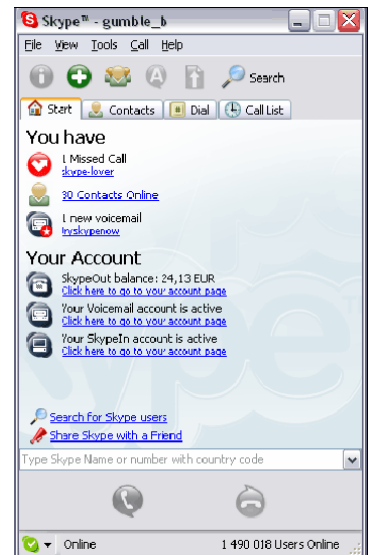 Skype™ - gumble_b
File View Tools Call Help
Search
Start Contacts Dial Call List
You have
1 Missed Call
skype-lover
30 Contacts Online
1 new voicemail
tryskypenow
Your Account
SkypeOut balance: 24,13 EUR
Click here to go to your account page
Your Voicemail account is active
Click here to go to your account page
Your SkypeIn account is active
Click here to go to your account page
Search for Skype users
Share Skype with a Friend
Type Skype Name or number with country code
Online 1 490 018 Users Online